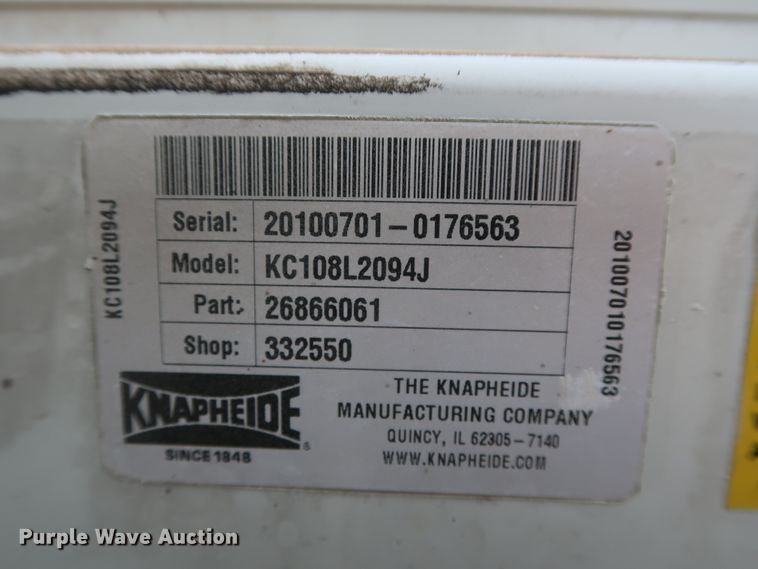 KC108L2094J
Serial: 20100701-0176563
Model: KC108L2094J
Part: 26866061
Shop: 332550
201007010176563
KNAPHEIDE®
SINCE 1848
THE KNAPHEIDE
MANUFACTURING COMPANY
QUINCY, IL 62305-7140
WWW.KNAPHEIDE.COM
Purple Wave Auction